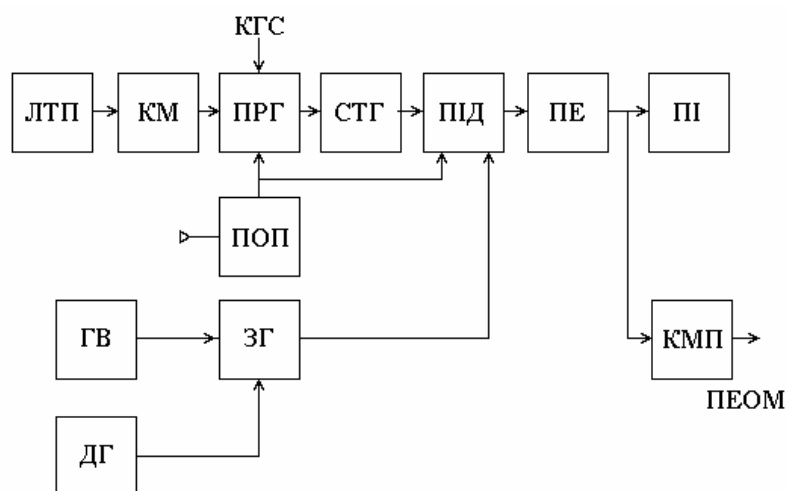 КГС
ЛТП КМ ПРГ СТГ ПІД ПЕ ПІ
ПОП
ГВ ЗГ КМП
ПЕОМ
ДГ